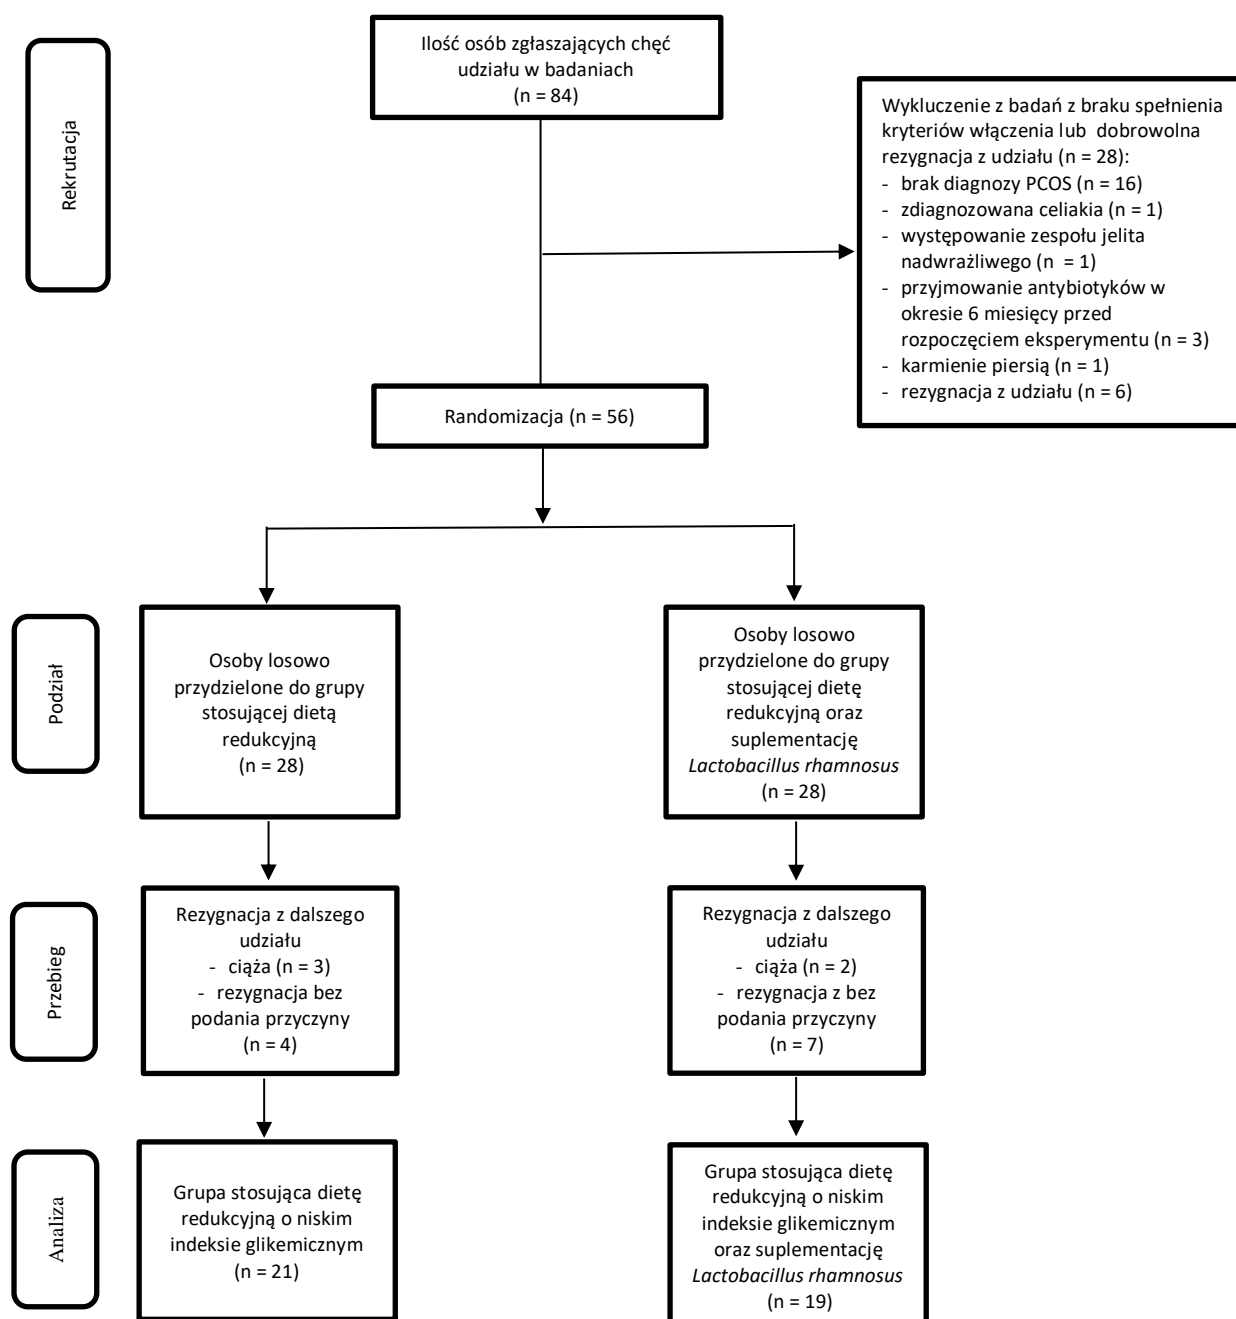 Rekrutacja
Ilość osób zgłaszających chęć
udziału w badaniach
(n = 84)
Wykluczenie z badań z braku spełnienia
kryteriów włączenia lub dobrowolna
rezygnacja z udziału (n = 28):
- brak diagnozy PCOS (n = 16)
- zdiagnozowana celiakia (n = 1)
- występowanie zespołu jelita
nadwrażliwego (n = 1)
- przyjmowanie antybiotyków w
okresie 6 miesięcy przed
rozpoczęciem eksperymentu (n = 3)
- karmienie piersią (n = 1)
- rezygnacja z udziału (n = 6)
Randomizacja (n = 56)
Podział
Osoby losowo
przydzielone do grupy
stosującej dietą
redukcyjną
(n = 28)
Osoby losowo
przydzielone do grupy
stosującej dietę
redukcyjną oraz
suplementację
Lactobacillus rhamnosus
(n = 28)
Przebieg
Rezygnacja z dalszego
udziału
- ciąża (n = 3)
- rezygnacja bez
podania przyczyny
(n = 4)
Rezygnacja z dalszego
udziału
- ciąża (n = 2)
- rezygnacja z bez
podania przyczyny
(n = 7)
Analiza
Grupa stosująca dietę
redukcyjną o niskim
indeksie glikemicznym
(n = 21)
Grupa stosująca dietę
redukcyjną o niskim
indeksie glikemicznym
oraz suplementację
Lactobacillus rhamnosus
(n = 19)